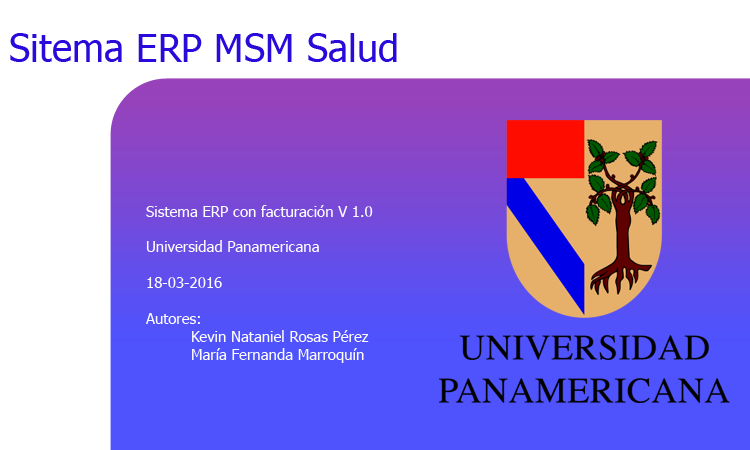 Sitema ERP MSM Salud
Sistema ERP con facturación V 1.0
Universidad Panamericana
18-03-2016
Autores:
Kevin Nataniel Rosas Pérez
María Fernanda Marroquín
UNIVERSIDAD
PANAMERICANA